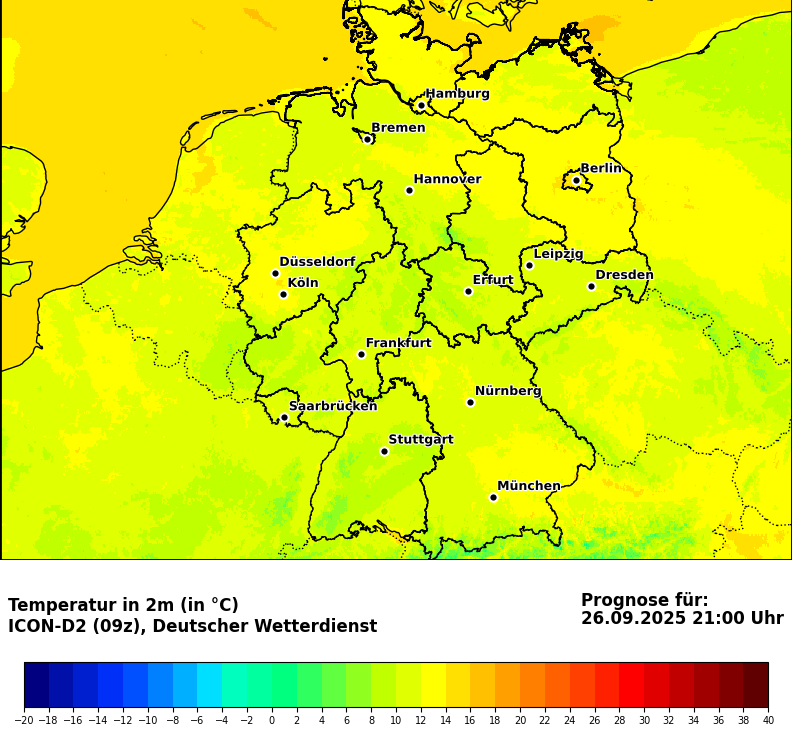 Hamburg
Bremen
Berlin
Hannover
Leipzig
Düsseldorf
Dresden
Köln
Erfurt
Frankfurt
Nürnberg
Saarbrücken
Stuttgart
München
Temperatur in 2m (in °C)
ICON-D2 (09z), Deutscher Wetterdienst
Prognose für:
26.09.2025 21:00 Uhr
−20 −18 −16 −14 −12 −10 −8 −6 −4 −2 0 2 4 6 8 10 12 14 16 18 20 22 24 26 28 30 32 34 36 38 40